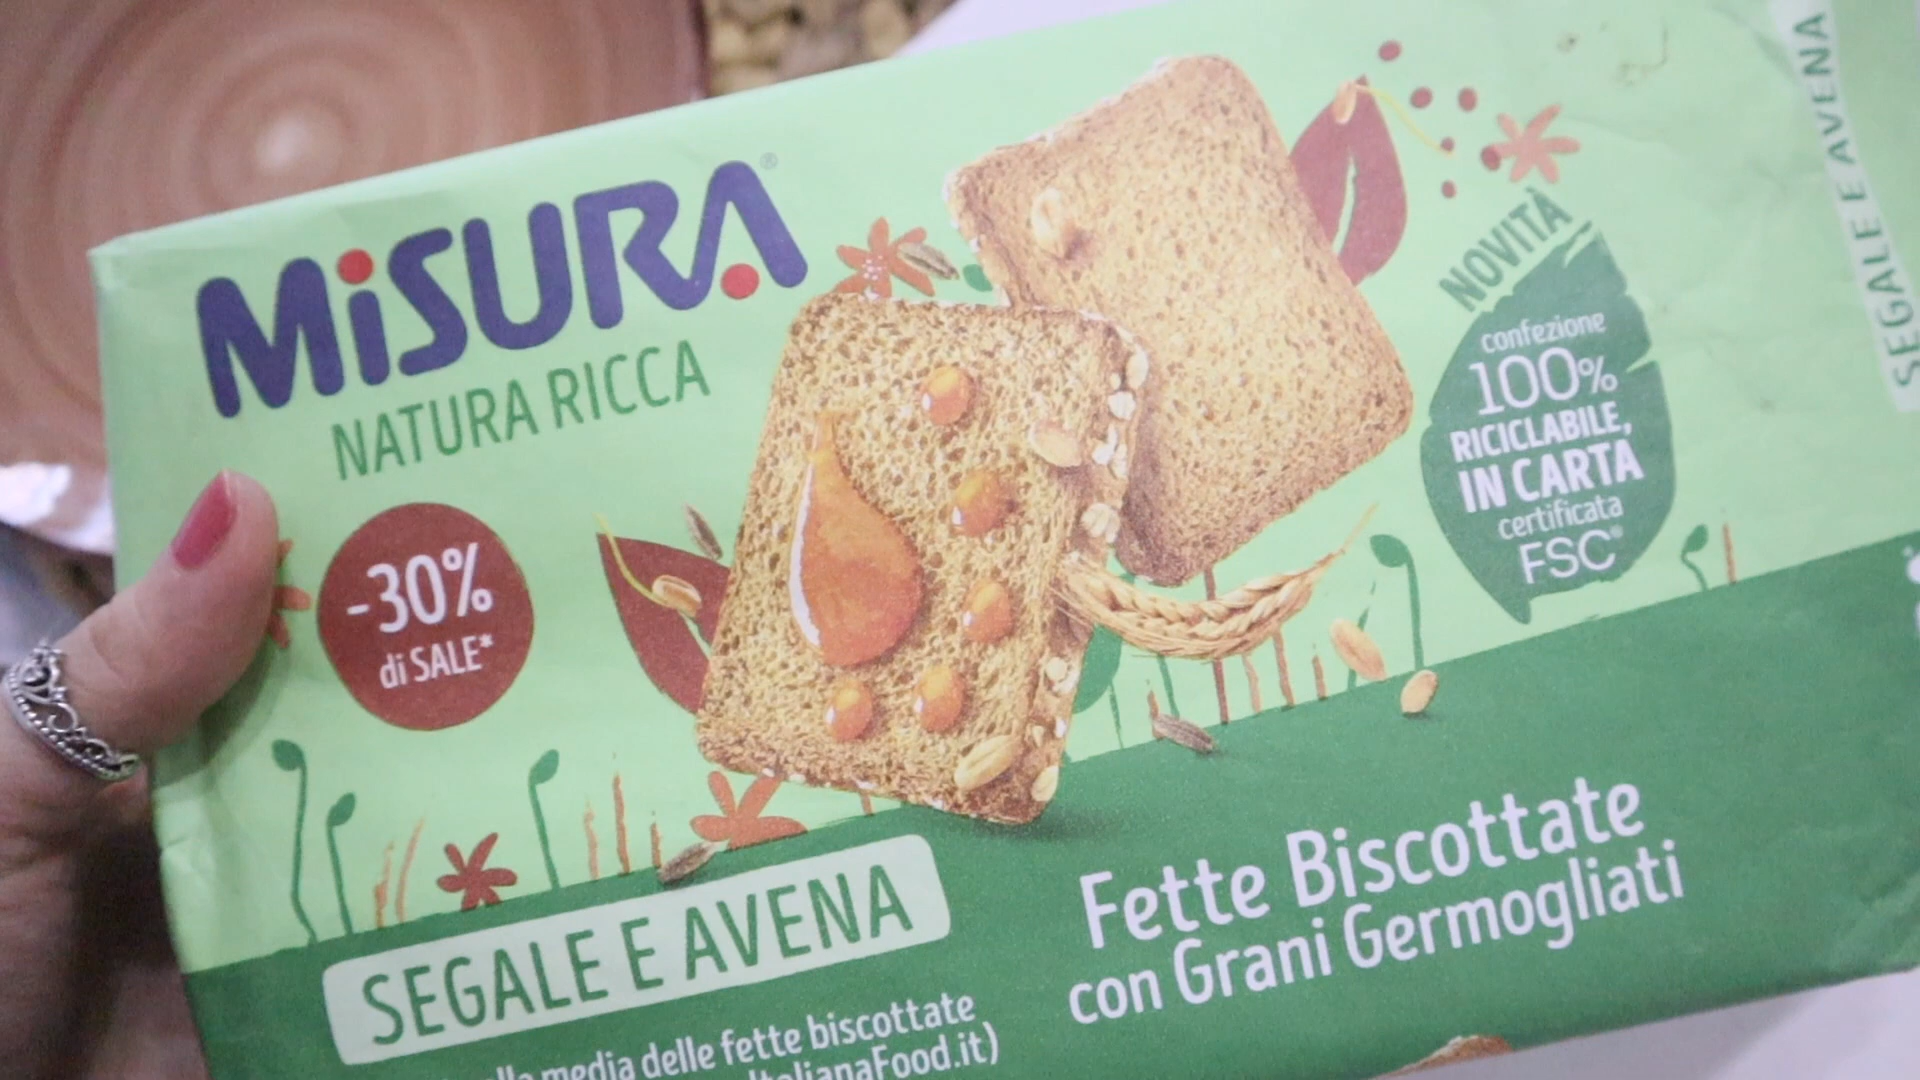 MiSURA®
NATURA RICCA
-30%
di SALE*
NOVITÀ
confezione
100%
RICICLABILE,
IN CARTA
certificata
FSC®
SEGALE E AVENA
SEGALE E AVENA
Fette Biscottate
con Grani Germogliati
media delle fette biscottate
ItalianaFood.it)